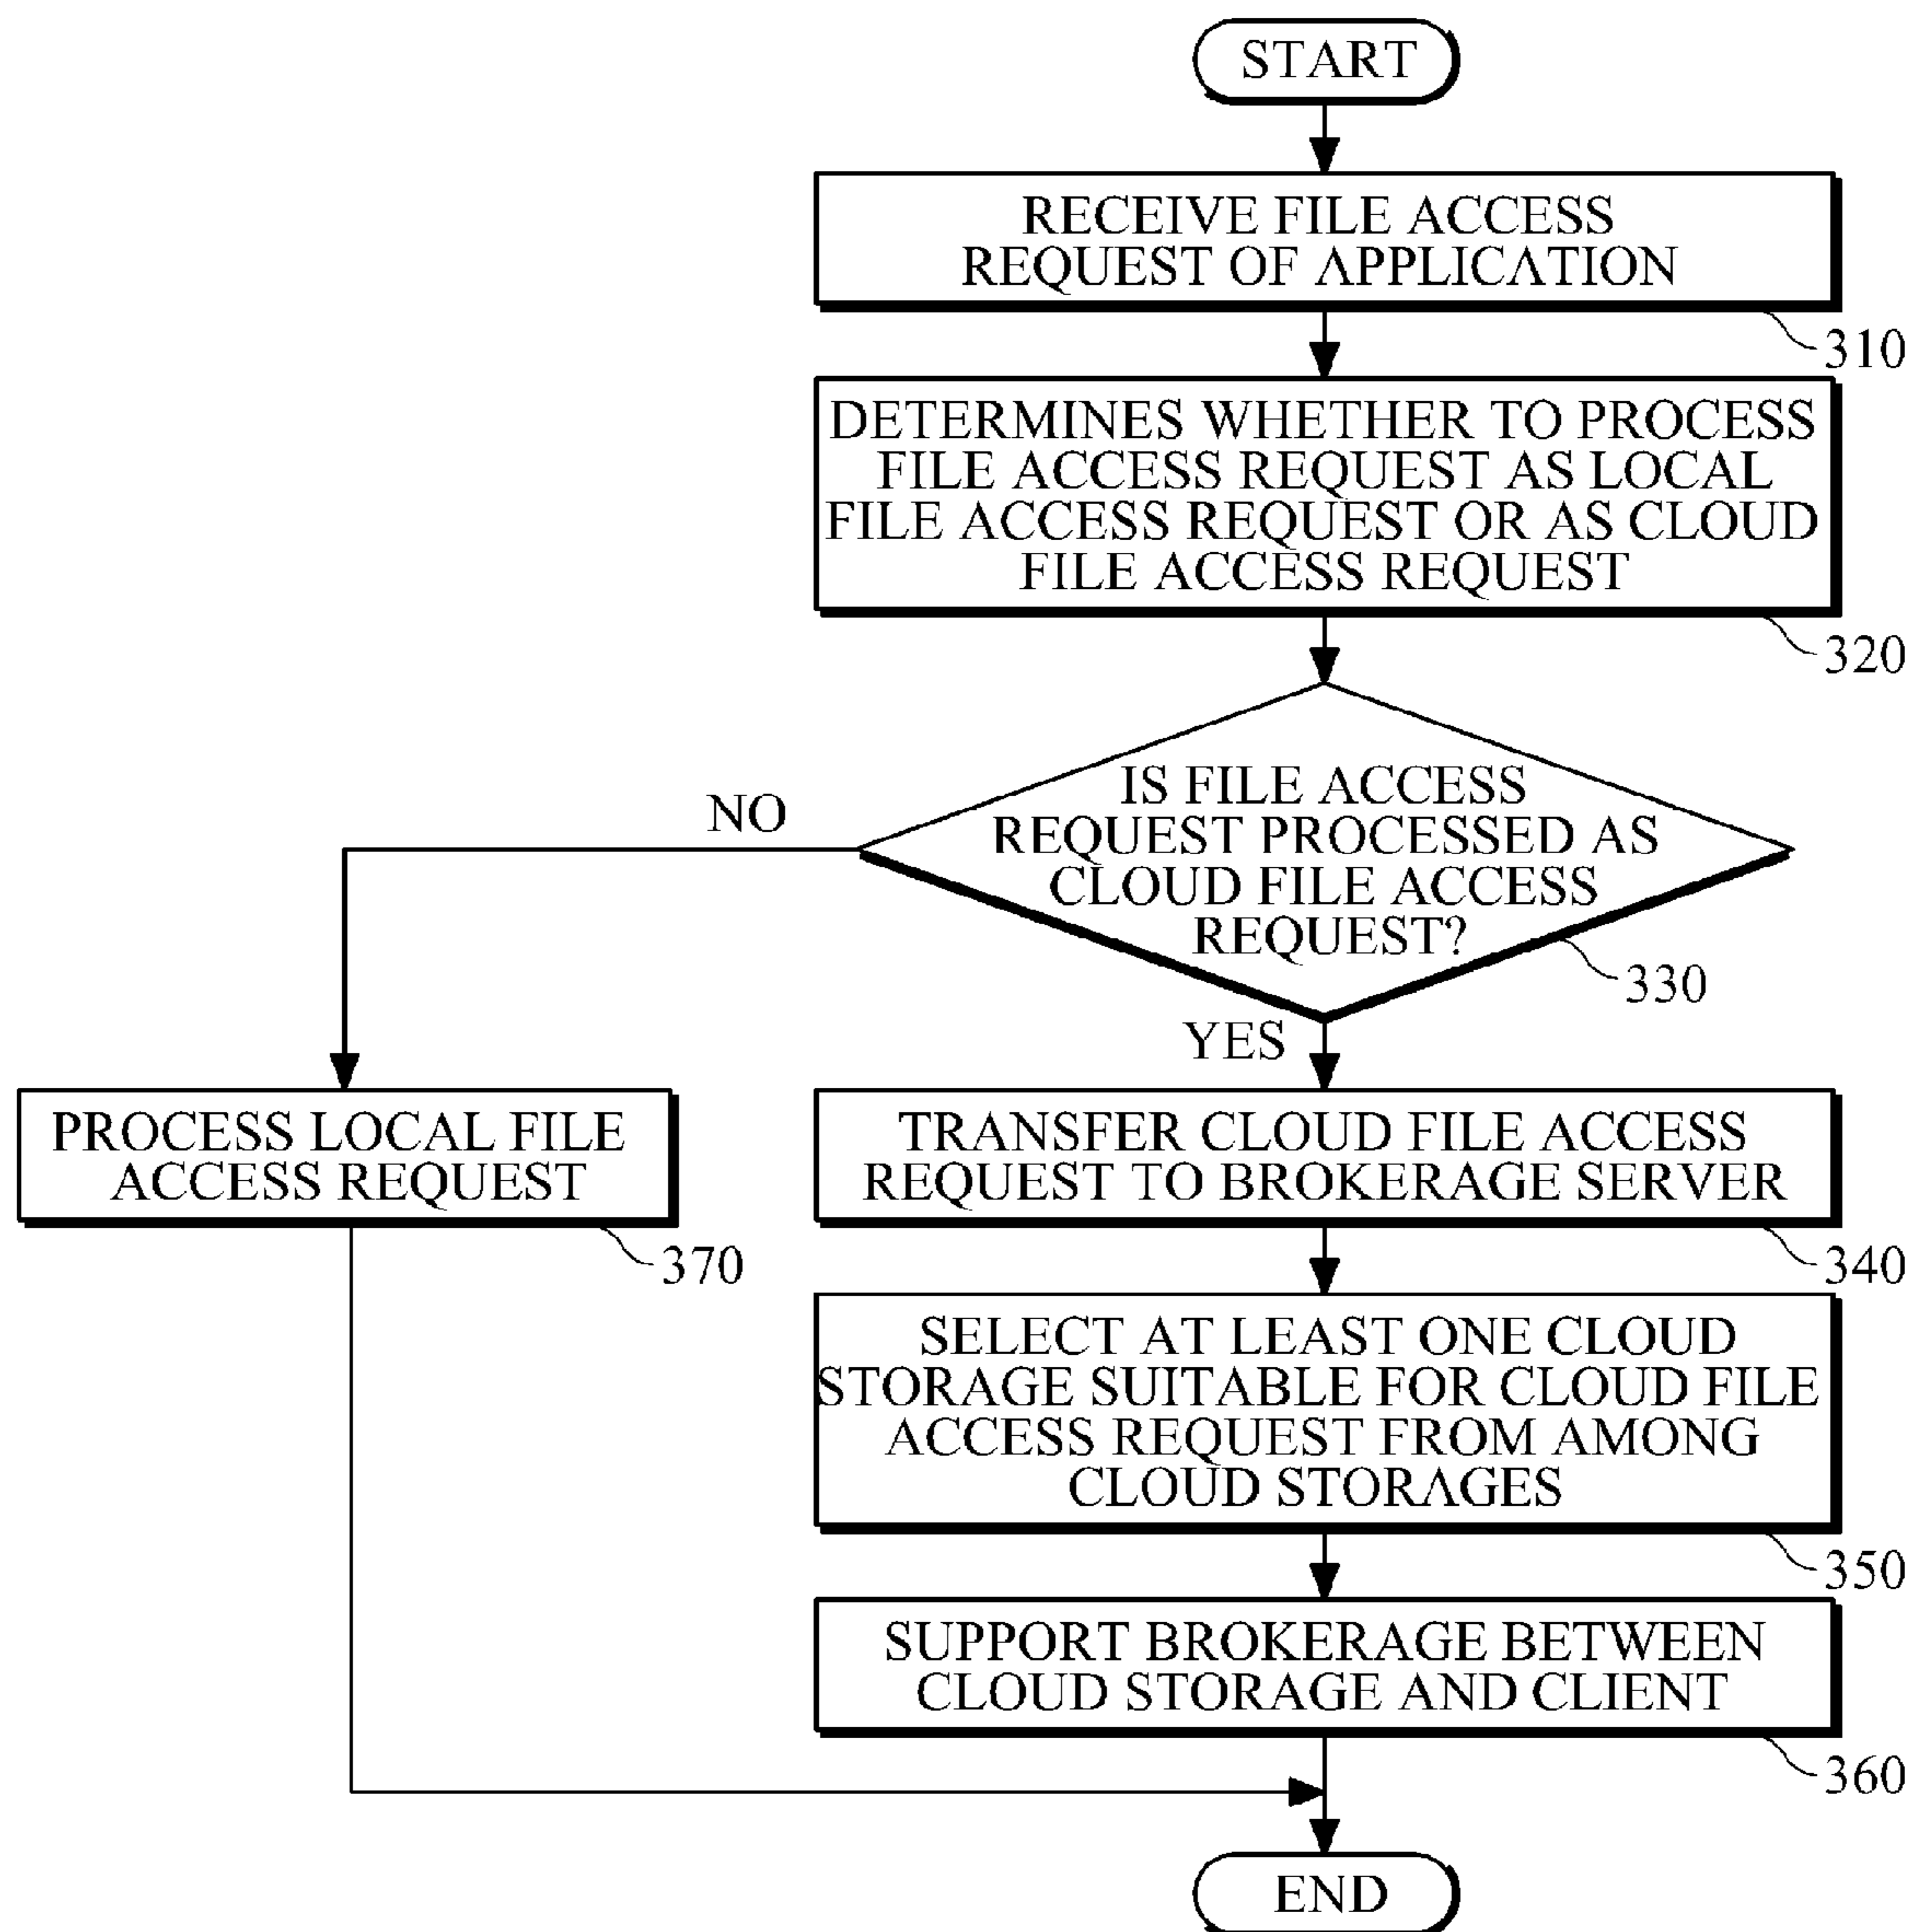 START
RECEIVE FILE ACCESS
REQUEST OF APPLICATION
310
DETERMINES WHETHER TO PROCESS
FILE ACCESS REQUEST AS LOCAL
FILE ACCESS REQUEST OR AS CLOUD
FILE ACCESS REQUEST
320
IS FILE ACCESS
REQUEST PROCESSED AS
CLOUD FILE ACCESS
REQUEST?
330
NO
YES
PROCESS LOCAL FILE
ACCESS REQUEST
370
TRANSFER CLOUD FILE ACCESS
REQUEST TO BROKERAGE SERVER
340
SELECT AT LEAST ONE CLOUD
STORAGE SUITABLE FOR CLOUD FILE
ACCESS REQUEST FROM AMONG
CLOUD STORAGES
350
SUPPORT BROKERAGE BETWEEN
CLOUD STORAGE AND CLIENT
360
END